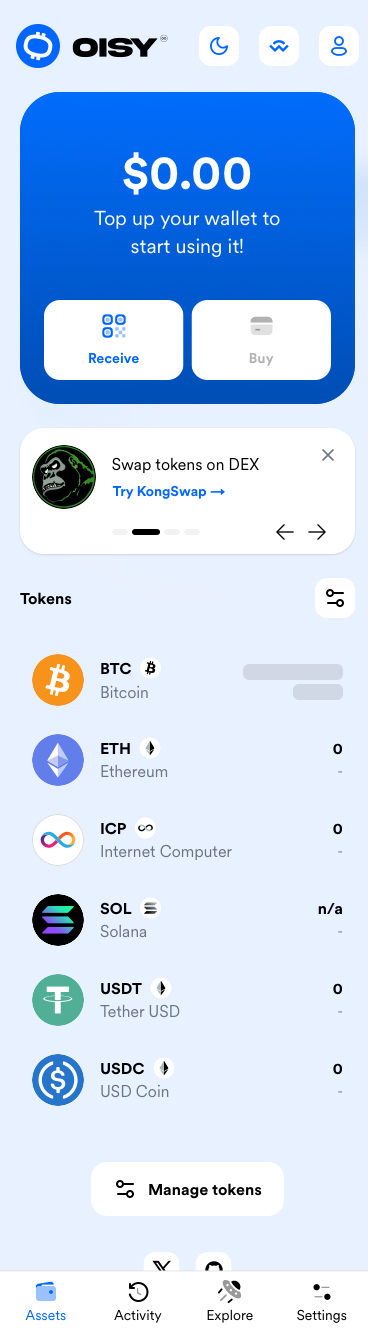 OISY
$0.00
Top up your wallet to
start using it!
Receive
Buy
Swap tokens on DEX
Try KongSwap →
Tokens
BTC
Bitcoin
ETH
0
Ethereum
-
ICP
0
Internet Computer
-
SOL
n/a
Solana
-
USDT
0
Tether USD
-
USDC
0
USD Coin
-
Manage tokens
Assets
Activity
Explore
Settings